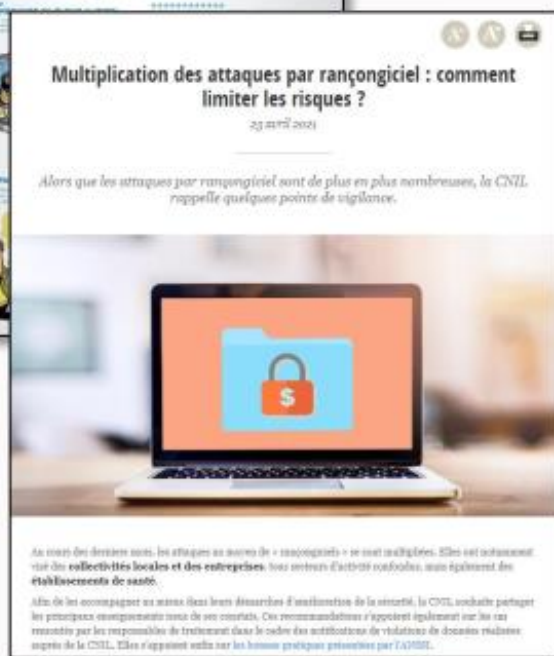 Multiplication des attaques par rançongiciel : comment
limiter les risques ?
23 avril 2021
Alors que les attaques par rançongiciel sont de plus en plus nombreuses, la CNIL
rappelle quelques points de vigilance.
$
Au cours des derniers mois, les attaques au moyen de « rançongiciels » se sont multipliées. Elles ont notamment
visé des collectivités locales et des entreprises, tous secteurs d'activité confondus, mais également des
établissements de santé.
Afin de les accompagner au mieux dans leurs démarches d'amélioration de la sécurité, la CNIL souhaite partager
les principaux enseignements issus de ses constats. Ces recommandations s'appuient également sur les cas
rencontrés par les responsables de traitement dans le cadre des notifications de violations de données réalisées
auprès de la CNIL. Elles s'appuient enfin sur les bonnes pratiques présentées par l'ANSSI.